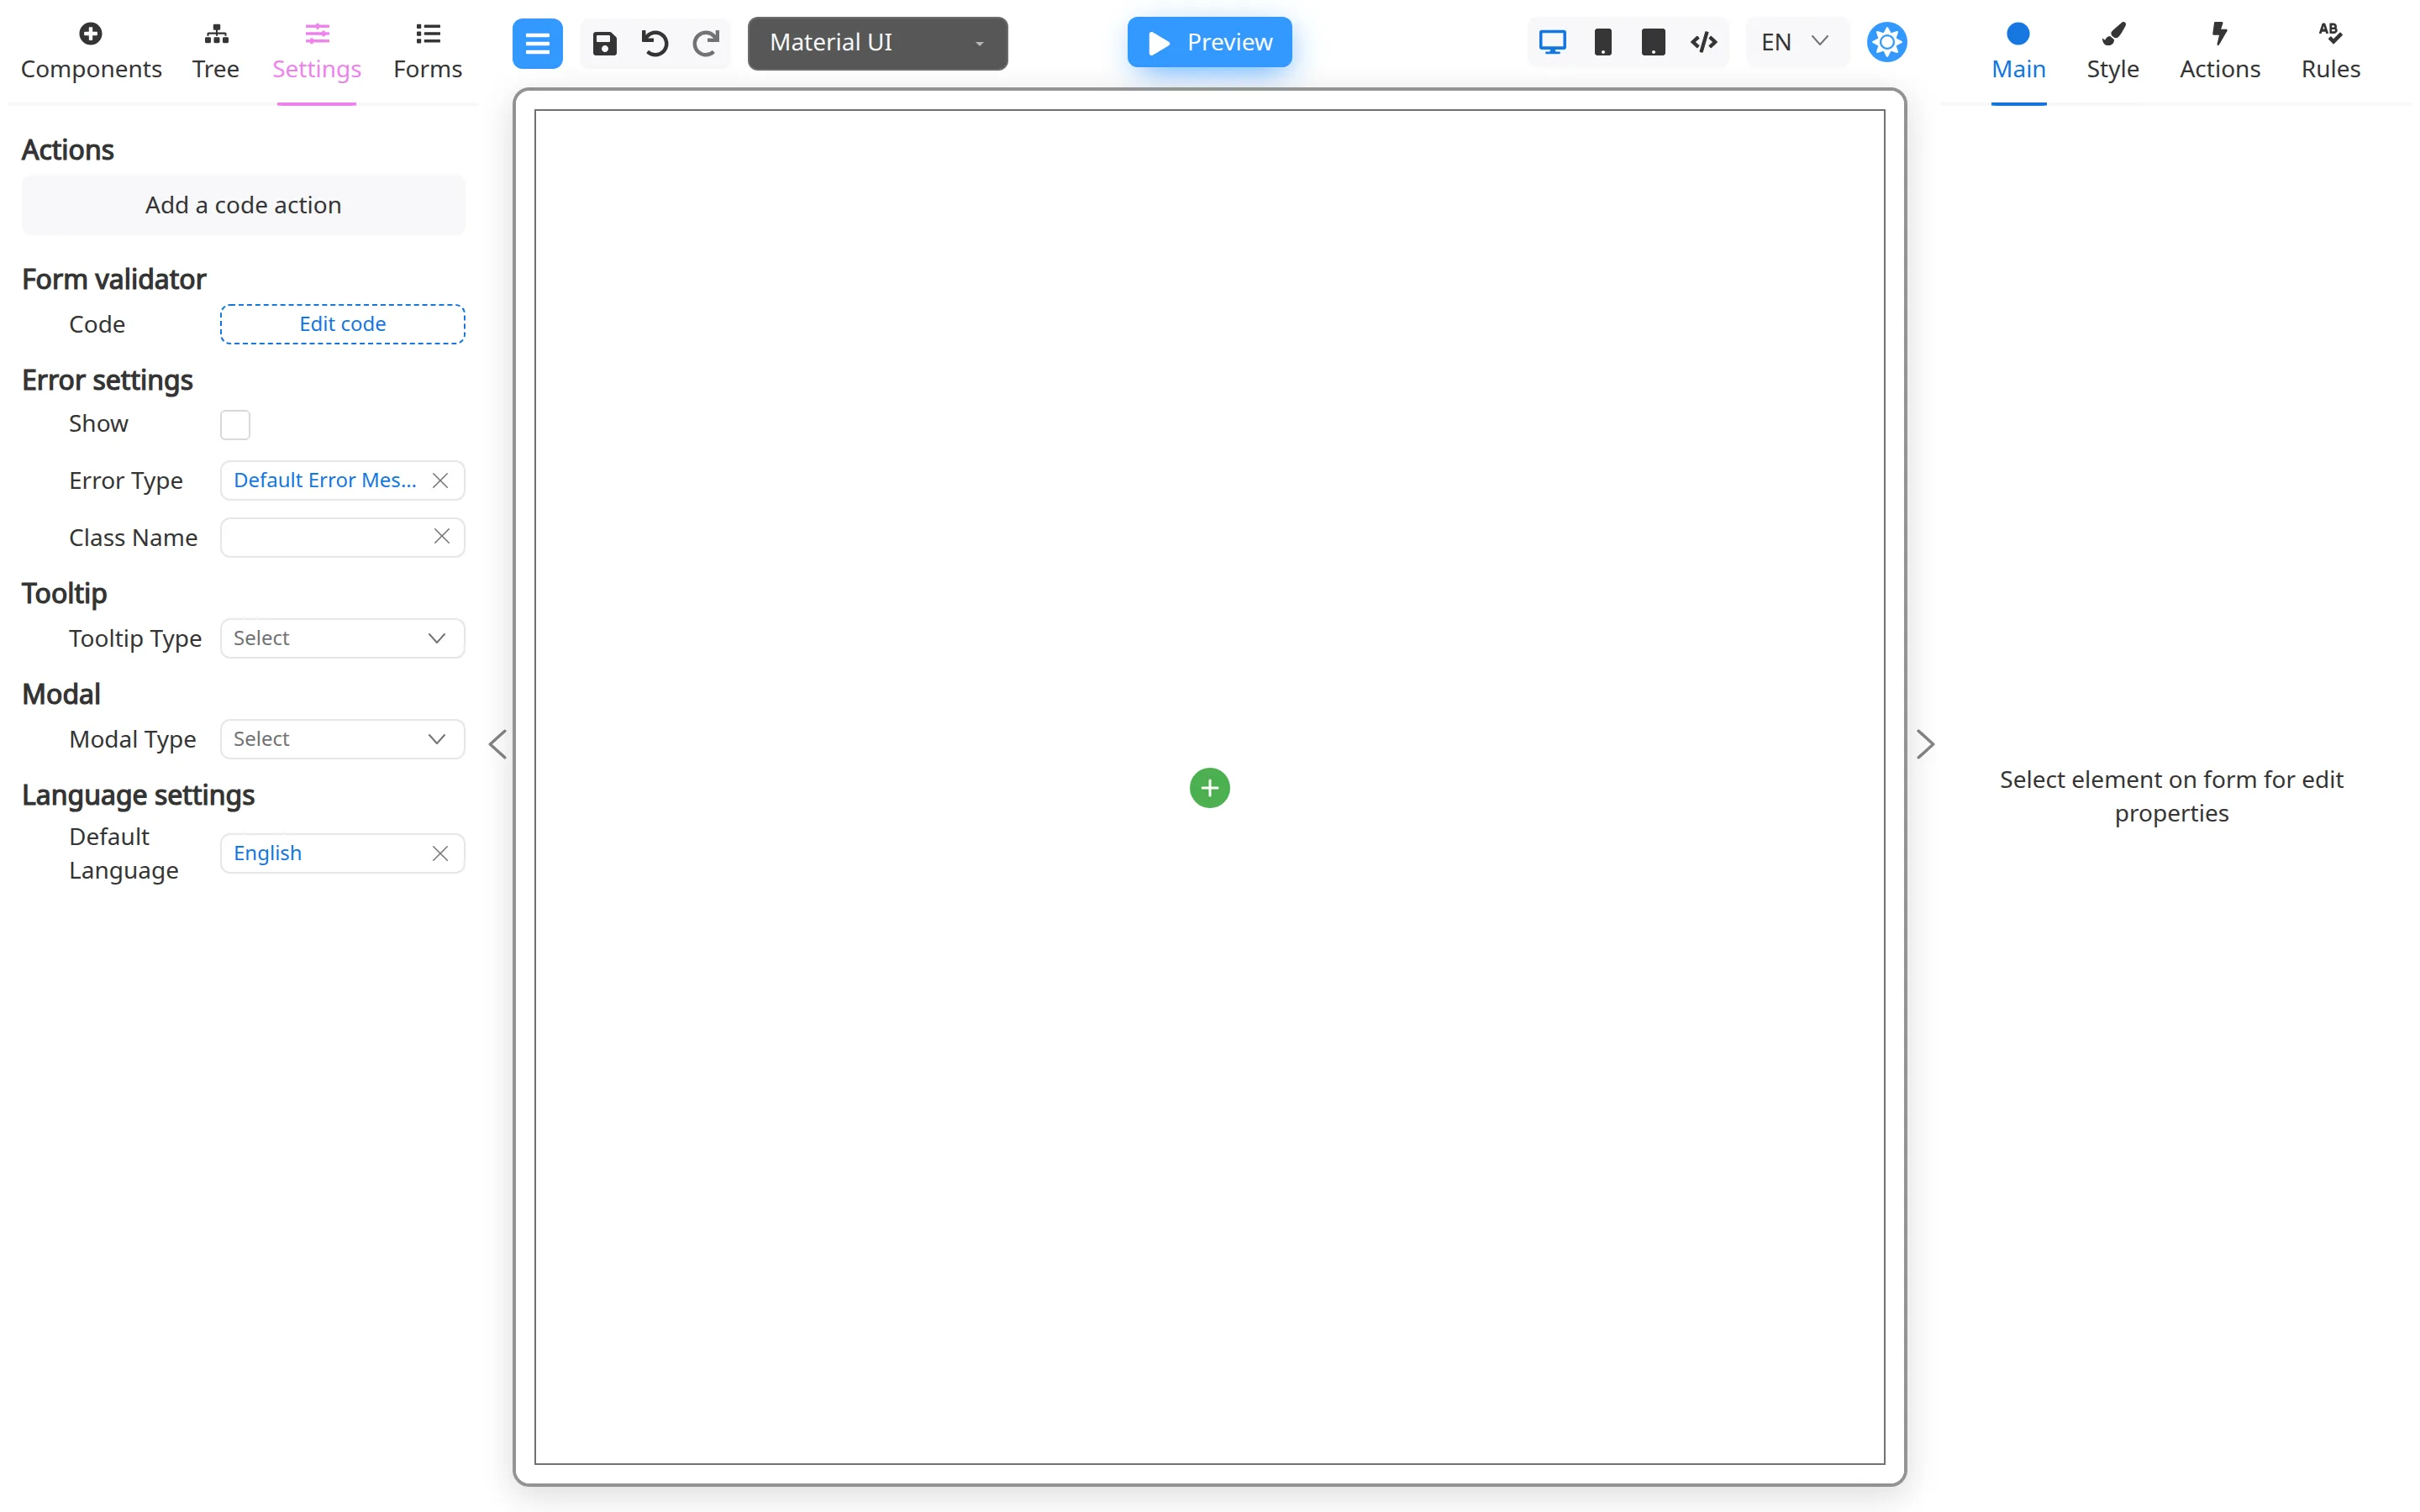 Components
Tree
Settings
Forms
Material UI
Preview
EN
Main
Style
Actions
AB
Rules
Actions
Add a code action
Form validator
Code
Edit code
Error settings
Show
Error Type
Default Error Mes...
Class Name
Tooltip
Tooltip Type
Select
Modal
Modal Type
Select
Language settings
Default
Language
English
Select element on form for edit
properties